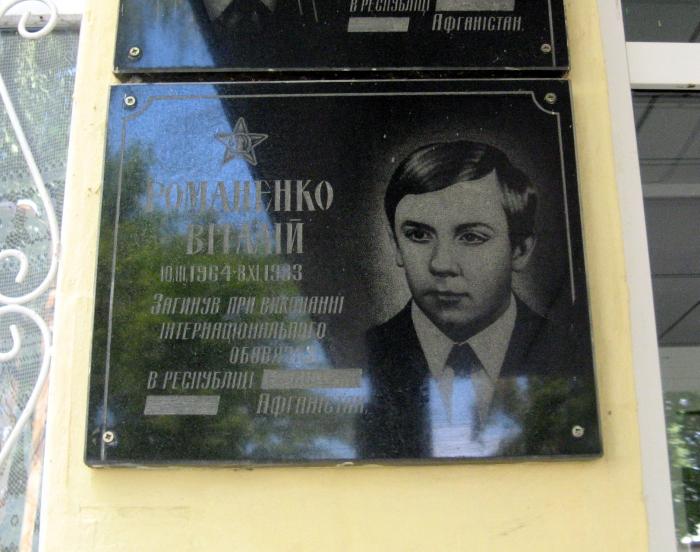 В РЕСПУБЛІЦІ
АФГАНІСТАН.
РОМАНЕНКО
ВІТАЛІЙ
10.III.1964-8.XI.1983
ЗАГИНУВ ПРИ ВИКОНАННІ
ІНТЕРНАЦІОНАЛЬНОГО
ОБОВ'ЯЗКУ
В РЕСПУБЛІЦІ
АФГАНІСТАН.